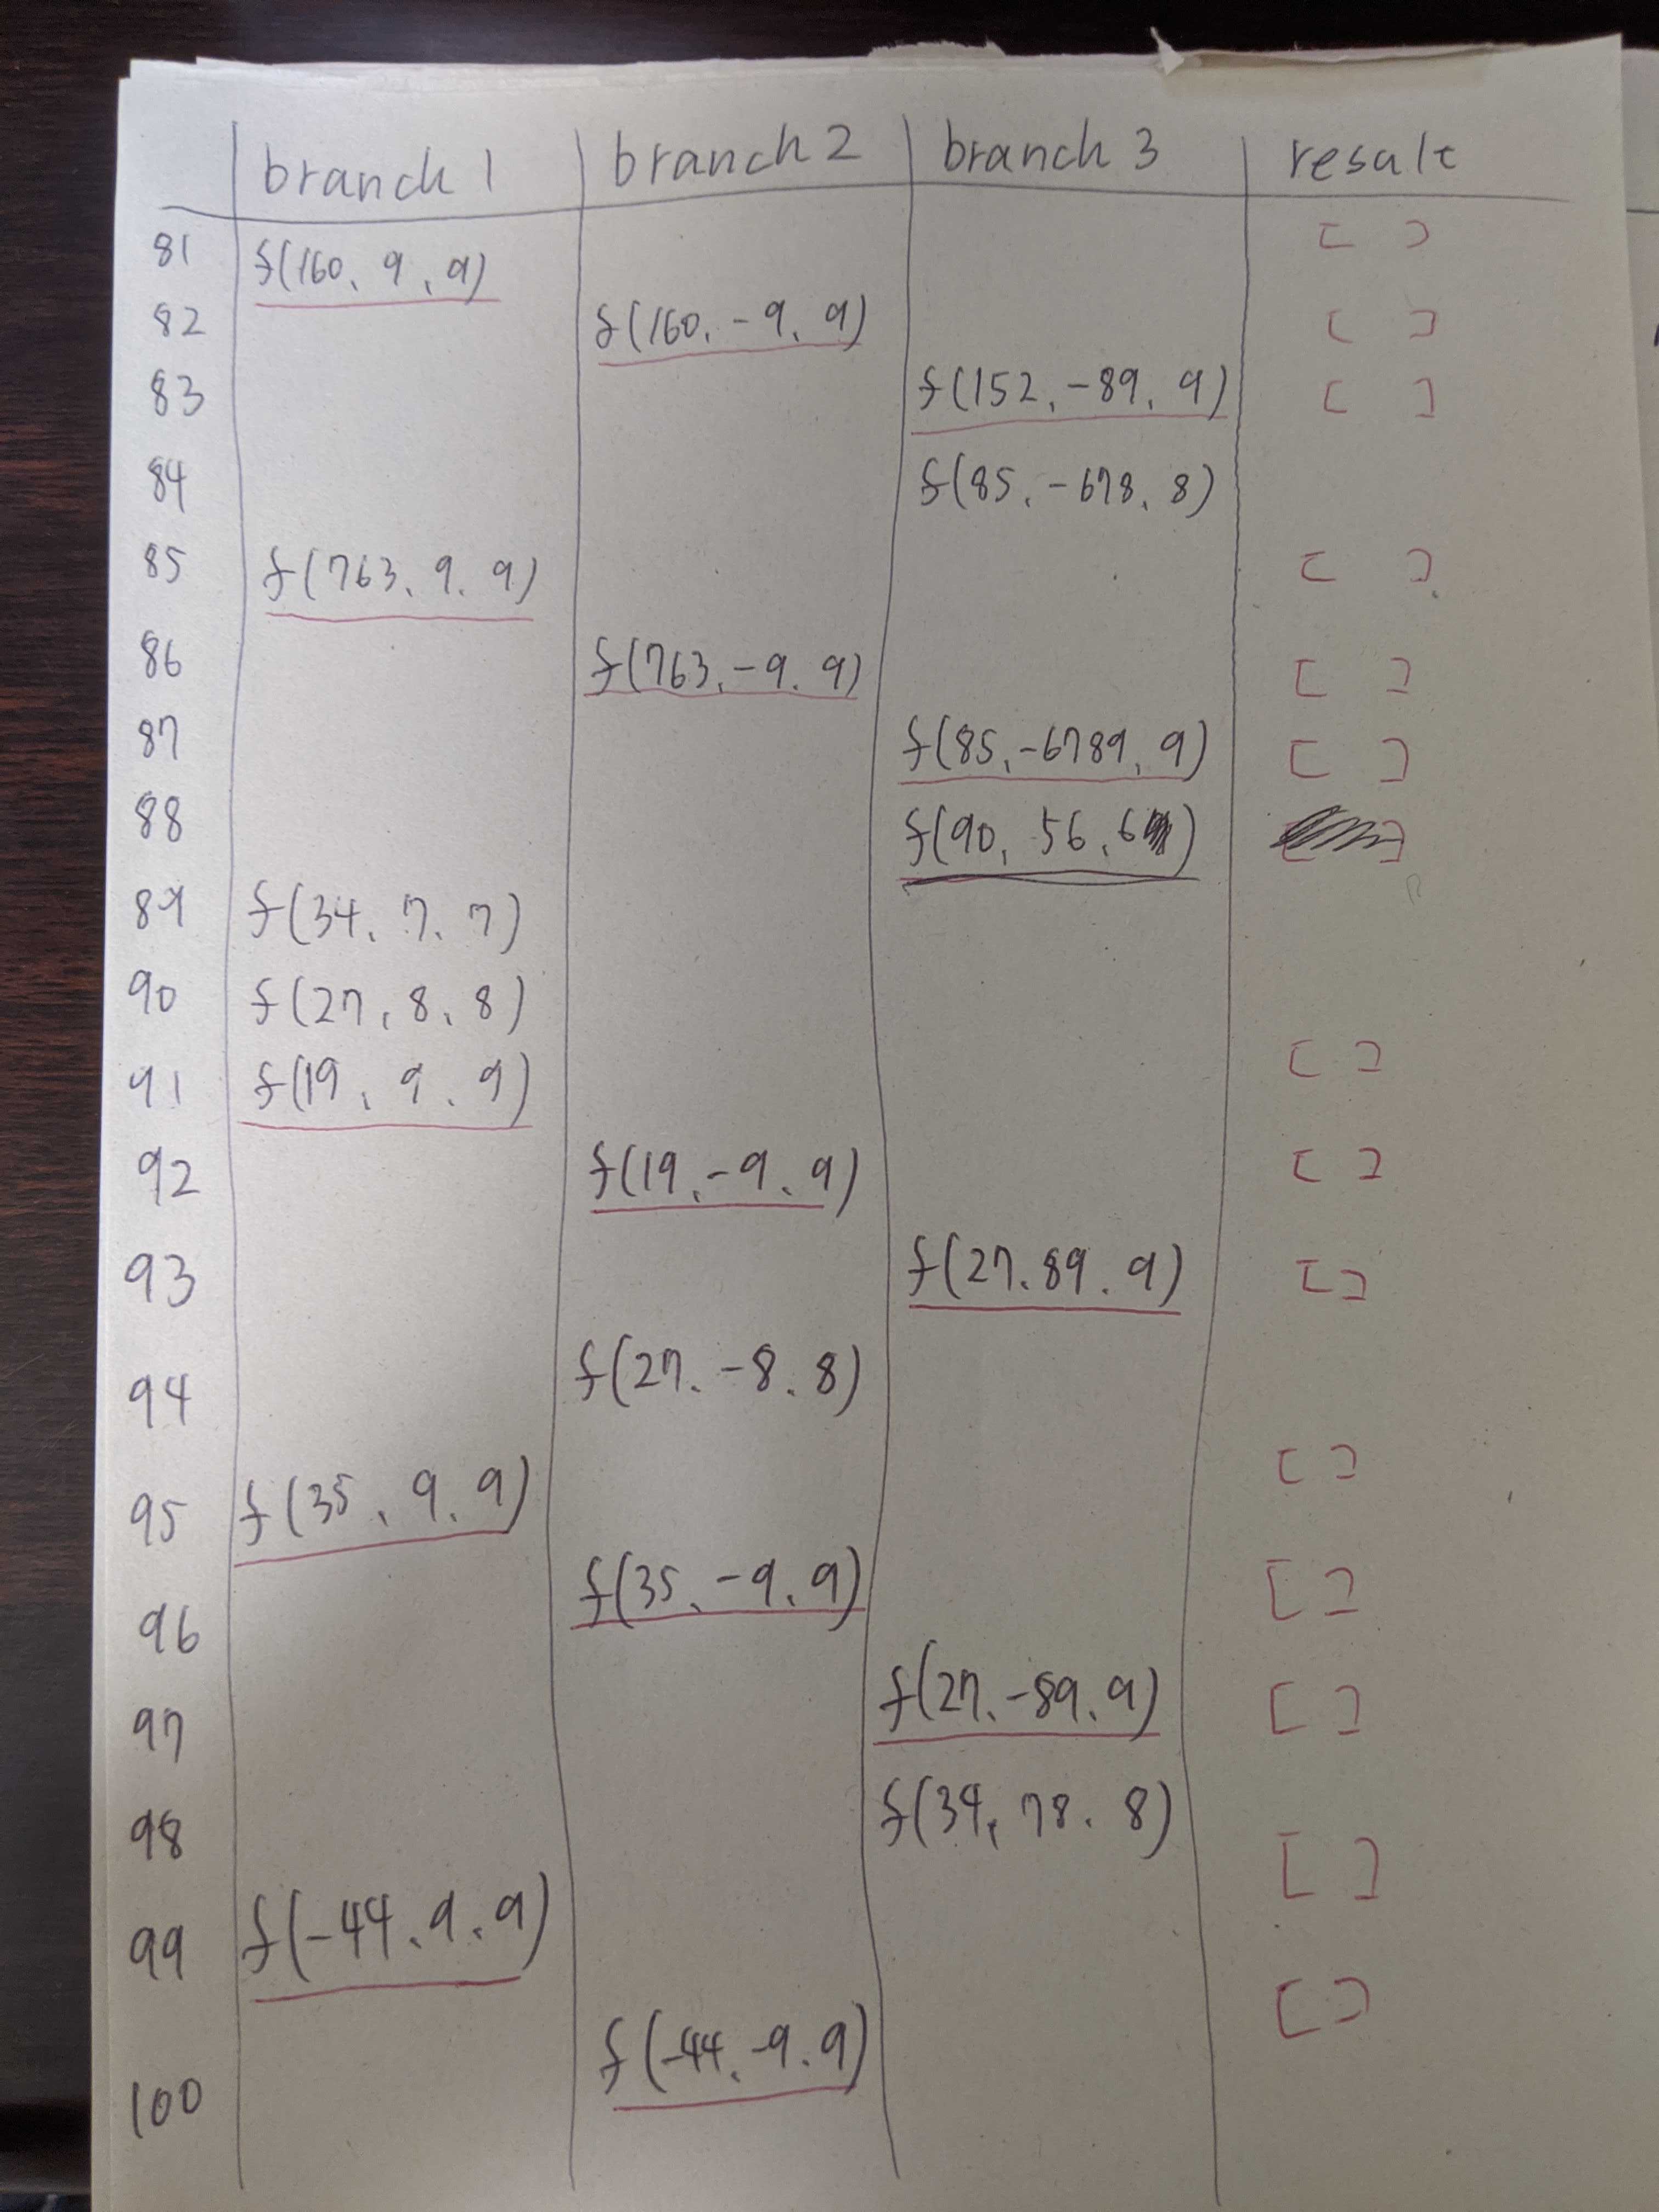 branch 1 branch 2 branch 3 resalt
81 f(160, 9, 9) [ ]
82 f(160, -9, 9) [ ]
83 f(152, -89, 9) [ ]
84 f(85, -678, 8)
85 f(763, 9, 9) [ ]
86 f(763, -9, 9) [ ]
87 f(85, -6789, 9) [ ]
88 f(90, 56, 6)
89 f(34, 7, 7)
90 f(27, 8, 8)
91 f(19, 9, 9) [ ]
92 f(19, -9, 9) [ ]
93 f(27, 89, 9) [ ]
94 f(27, -8, 8)
95 f(35, 9, 9) [ ]
96 f(35, -9, 9) [ ]
97 f(27, -89, 9) [ ]
98 f(34, 78, 8)
99 f(-44, 9, 9) [ ]
100 f(-44, -9, 9) [ ]